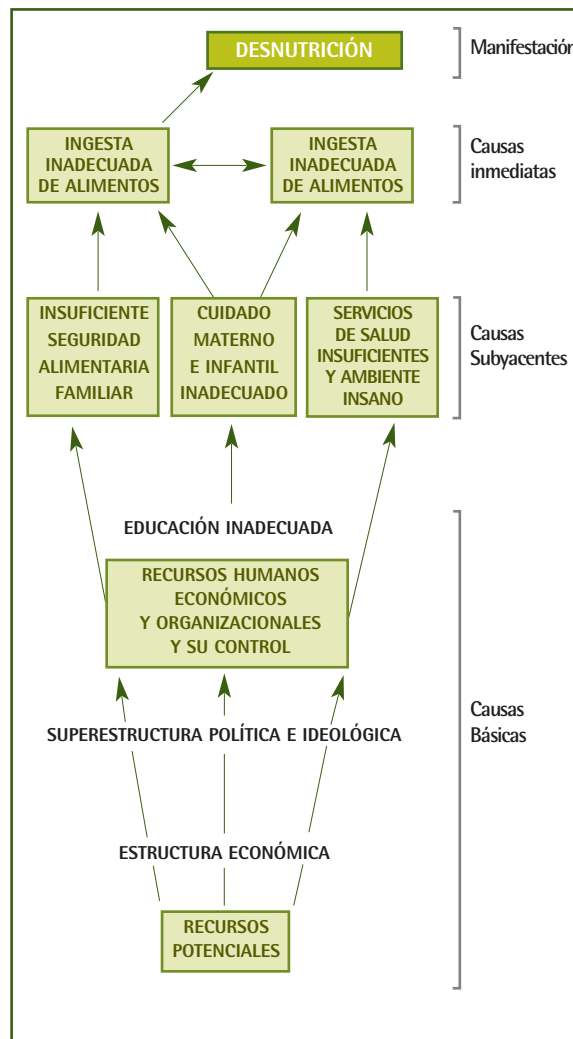 DESNUTRICIÓN
Manifestación
INGESTA
INADECUADA
DE ALIMENTOS
INGESTA
INADECUADA
DE ALIMENTOS
Causas
inmediatas
INSUFICIENTE
SEGURIDAD
ALIMENTARIA
FAMILIAR
CUIDADO
MATERNO
E INFANTIL
INADECUADO
SERVICIOS
DE SALUD
INSUFICIENTES
Y AMBIENTE
INSANO
Causas
Subyacentes
EDUCACIÓN INADECUADA
RECURSOS HUMANOS
ECONÓMICOS
Y ORGANIZACIONALES
Y SU CONTROL
SUPERESTRUCTURA POLÍTICA E IDEOLÓGICA
Causas
Básicas
ESTRUCTURA ECONÓMICA
RECURSOS
POTENCIALES